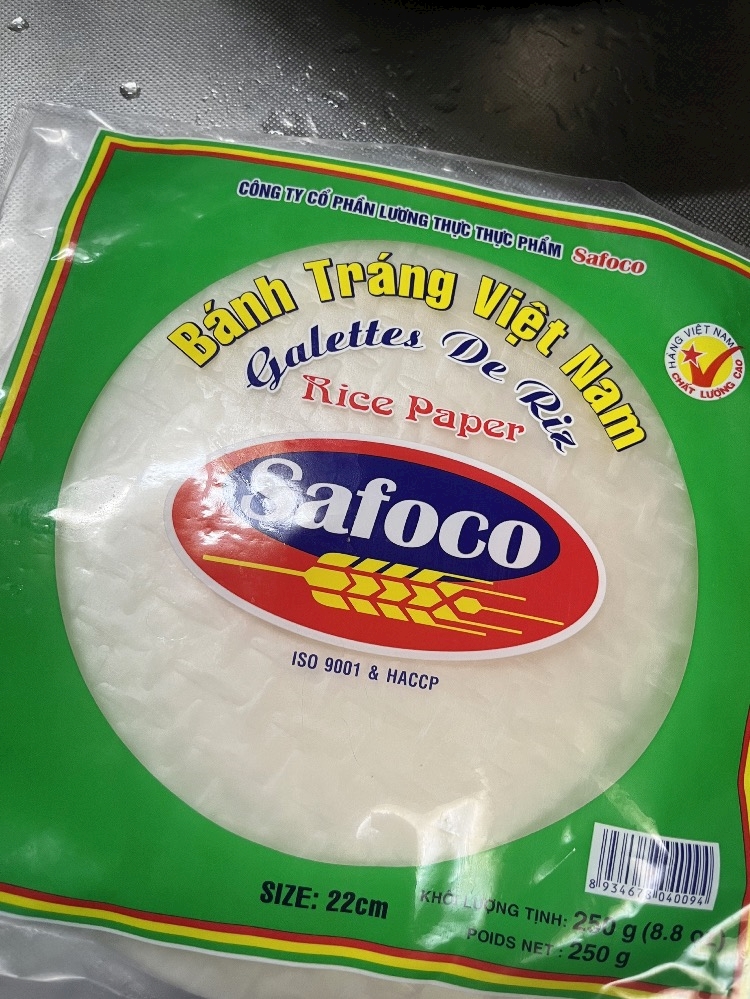 CÔNG TY CỔ PHẦN LƯƠNG THỰC THỰC PHẨM Safoco
Bánh Tráng Việt Nam
Galettes De Riz
Rice Paper
HÀNG VIỆT NAM
CHẤT LƯỢNG CAO
Safoco
ISO 9001 & HACCP
8 934673 040094
SIZE: 22cm
KHỐI LƯỢNG TỊNH: 250 g (8.8
POIDS NET : 250 g